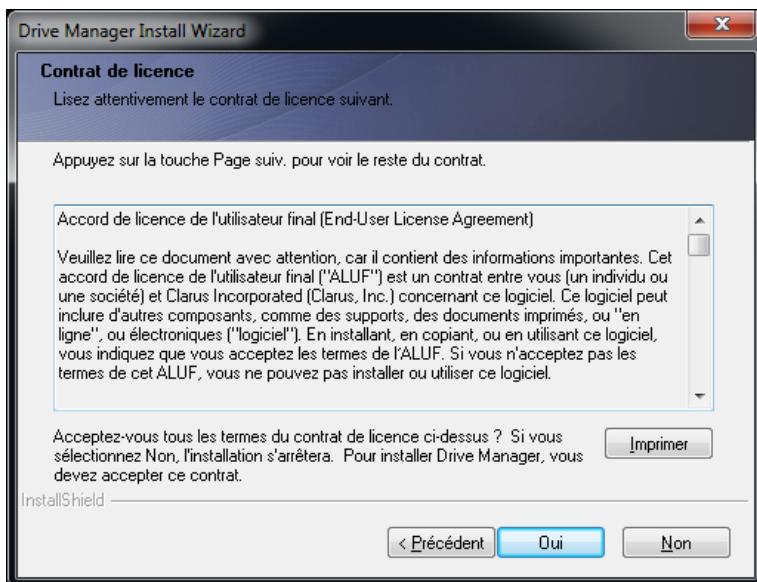 Drive Manager Install Wizard
Contrat de licence
Lisez attentivement le contrat de licence suivant.
Appuyez sur la touche Page suiv. pour voir le reste du contrat.
Accord de licence de l'utilisateur final (End-User License Agreement)
Veuillez lire ce document avec attention, car il contient des informations importantes. Cet
accord de licence de l'utilisateur final ("ALUF") est un contrat entre vous (un individu ou
une société) et Clarus Incorporated (Clarus, Inc.) concernant ce logiciel. Ce logiciel peut
inclure d'autres composants, comme des supports, des documents imprimés, ou "en
ligne", ou électroniques ("logiciel"). En installant, en copiant, ou en utilisant ce logiciel,
vous indiquez que vous acceptez les termes de l'ALUF. Si vous n'acceptez pas les
termes de cet ALUF, vous ne pouvez pas installer ou utiliser ce logiciel.
Acceptez-vous tous les termes du contrat de licence ci-dessus ? Si vous
sélectionnez Non, l'installation s'arrêtera. Pour installer Drive Manager, vous
devez accepter ce contrat.
Imprimer
InstallShield
< Précédent
Oui
Non